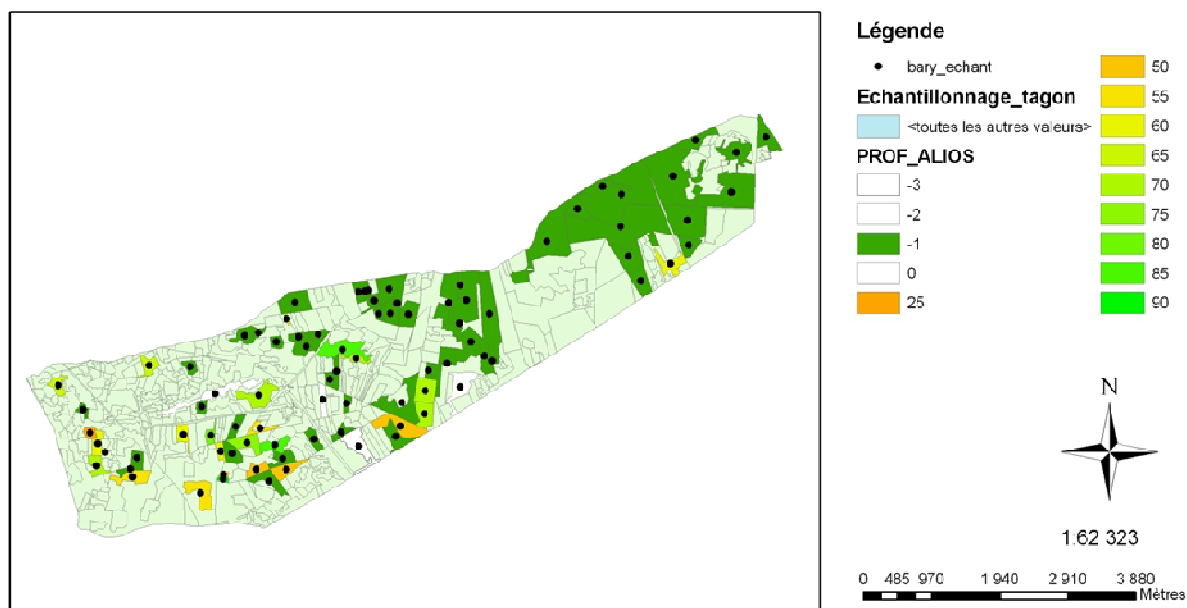 Légende
bary_echant
Echantillonnage_tagon
<toutes les autres valeurs>
PROF_ALIOS
-3
-2
-1
0
25
50
55
60
65
70
75
80
85
90
N
1:62 323
0 485 970 1 940 2 910 3 880
Mètres